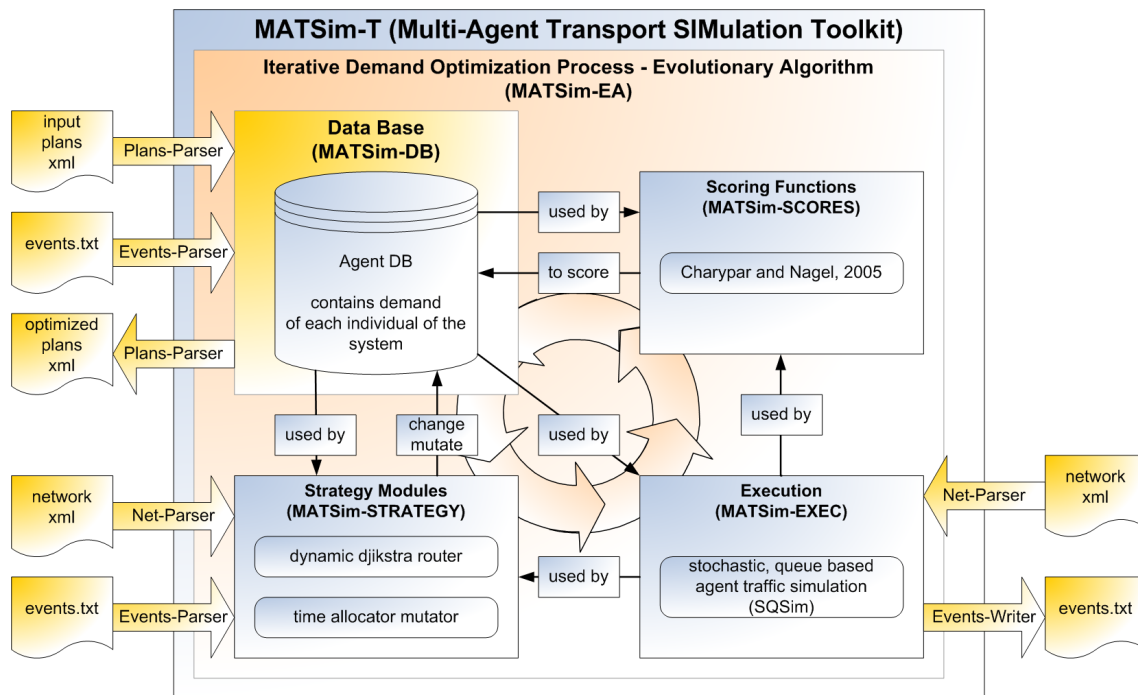 MATSim-T (Multi-Agent Transport SIMulation Toolkit)
Iterative Demand Optimization Process - Evolutionary Algorithm
(MATSim-EA)
input
plans
xml
Plans-Parser
Data Base
(MATSim-DB)
Scoring Functions
(MATSim-SCORES)
used by
events.txt
Events-Parser
Agent DB
contains demand
of each individual of the
system
to score
Charypar and Nagel, 2005
optimized
plans
xml
Plans-Parser
used by
change
mutate
used by
used by
network
xml
Net-Parser
Strategy Modules
(MATSim-STRATEGY)
Execution
(MATSim-EXEC)
Net-Parser
network
xml
dynamic djikstra router
used by
stochastic, queue based
agent traffic simulation
(SQSim)
events.txt
Events-Parser
time allocator mutator
Events-Writer
events.txt